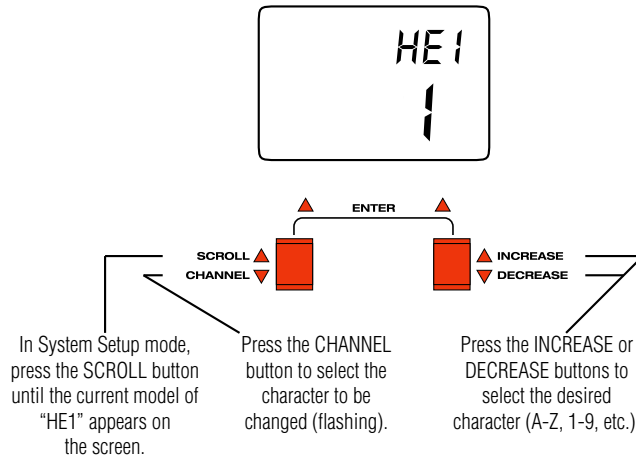 HE1
1
ENTER
SCROLL
CHANNEL
INCREASE
DECREASE
In System Setup mode,
press the SCROLL button
until the current model of
“HE1” appears on
the screen.
Press the CHANNEL
button to select the
character to be
changed (flashing).
Press the INCREASE or
DECREASE buttons to
select the desired
character (A-Z, 1-9, etc.)